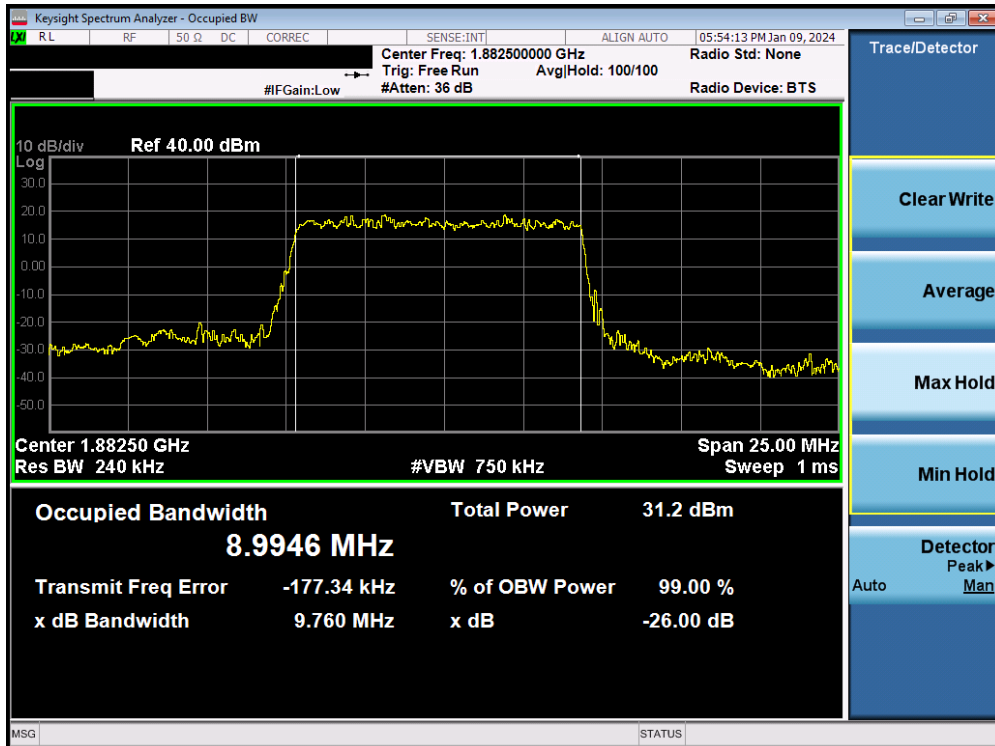 Keysight Spectrum Analyzer - Occupied BW
LXI RL RF 50 Ω DC CORREC SENSE:INT ALIGN AUTO 05:54:13 PM Jan 09, 2024
Center Freq: 1.882500000 GHz Radio Std: None
Trig: Free Run Avg|Hold: 100/100
#IFGain:Low #Atten: 36 dB Radio Device: BTS
10 dB/div Ref 40.00 dBm
Log
30.0
20.0
10.0
0.00
-10.0
-20.0
-30.0
-40.0
-50.0
Center 1.88250 GHz Span 25.00 MHz
Res BW 240 kHz #VBW 750 kHz Sweep 1 ms
Occupied Bandwidth Total Power 31.2 dBm
8.9946 MHz
Transmit Freq Error -177.34 kHz % of OBW Power 99.00 %
x dB Bandwidth 9.760 MHz x dB -26.00 dB
MSG STATUS
Trace/Detector
Clear Write
Average
Max Hold
Min Hold
Detector
Peak▶
Auto Man